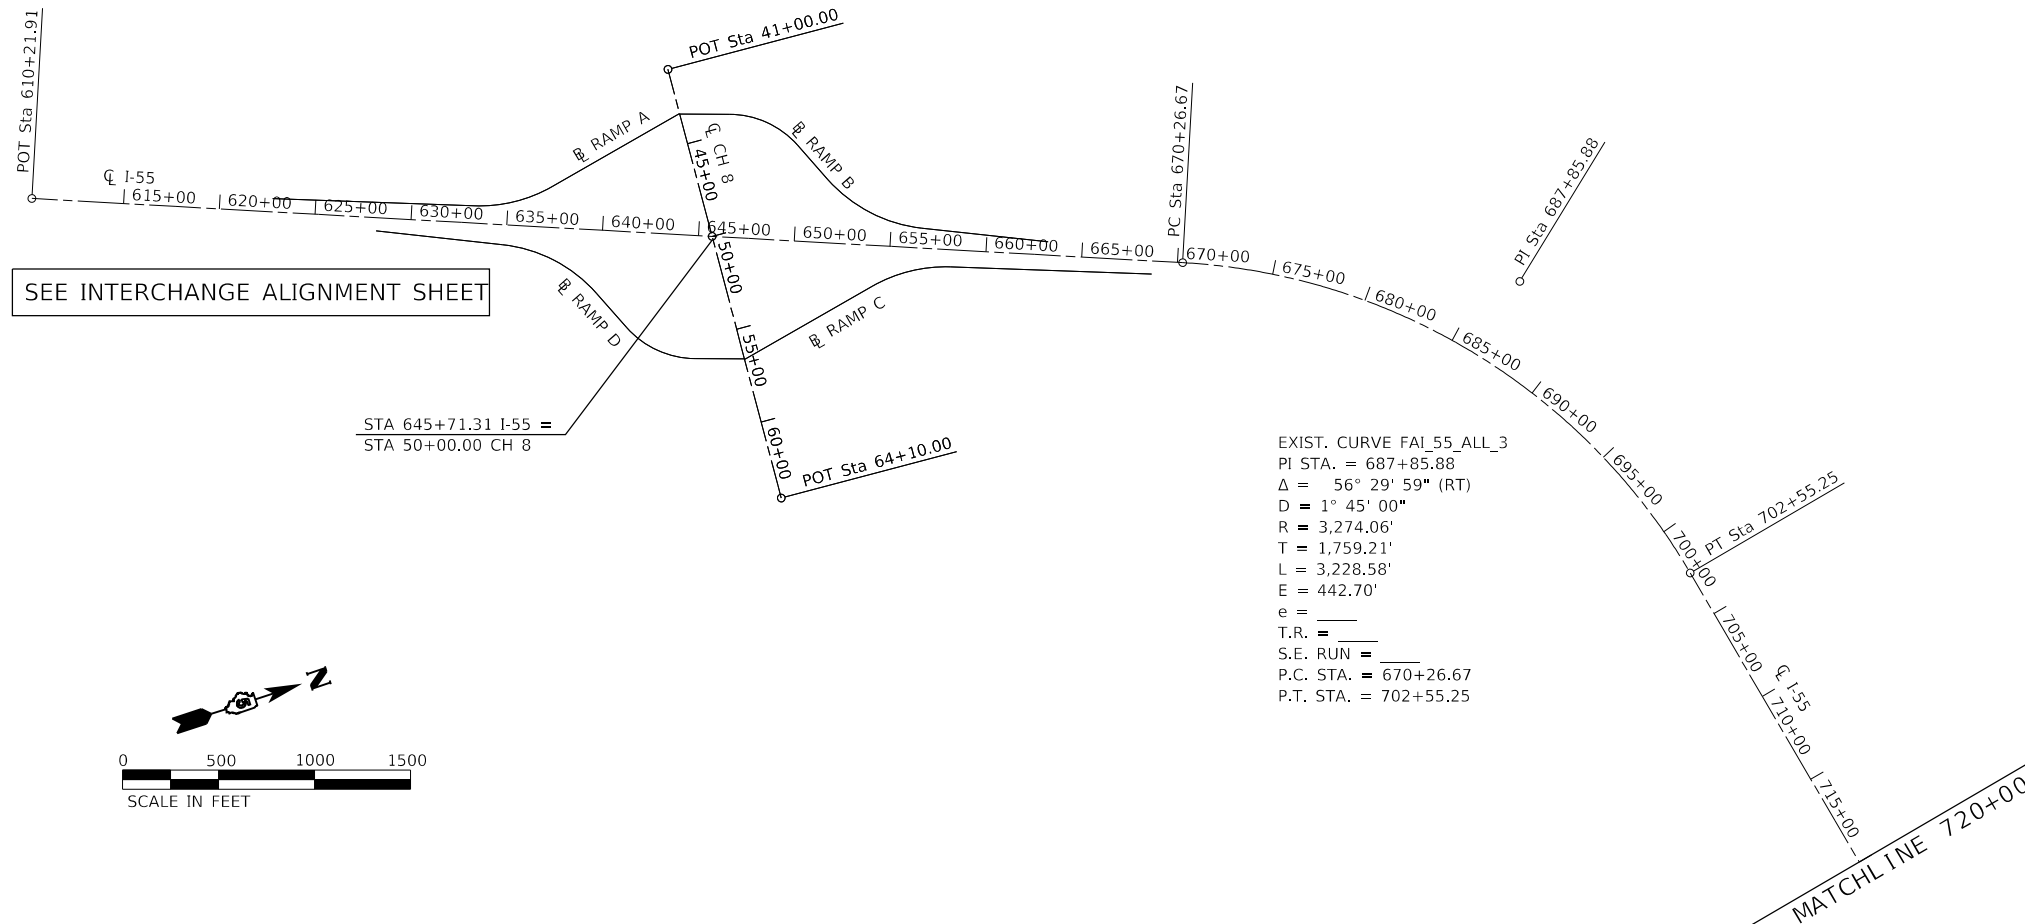 POT Sta 610+21.91
POT Sta 41+00.00
℄ I-55
615+00
620+00
625+00
630+00
635+00
640+00
645+00
650+00
655+00
660+00
665+00
670+00
675+00
680+00
685+00
690+00
695+00
700+00
705+00
710+00
715+00
BL RAMP A
℄ CH 8
45+00
50+00
55+00
60+00
BL RAMP B
PC Sta 670+26.67
PI Sta 687+85.88
SEE INTERCHANGE ALIGNMENT SHEET
BL RAMP D
BL RAMP C
STA 645+71.31 I-55 =
STA 50+00.00 CH 8
POT Sta 64+10.00
EXIST. CURVE FAI_55_ALL_3
PI STA. = 687+85.88
Δ = 56° 29' 59" (RT)
D = 1° 45' 00"
R = 3,274.06'
T = 1,759.21'
L = 3,228.58'
E = 442.70'
e = ____
T.R. = ____
S.E. RUN = ____
P.C. STA. = 670+26.67
P.T. STA. = 702+55.25
PT Sta 702+55.25
℄ I-55
MATCHLINE 720+00
N
0 500 1000 1500
SCALE IN FEET